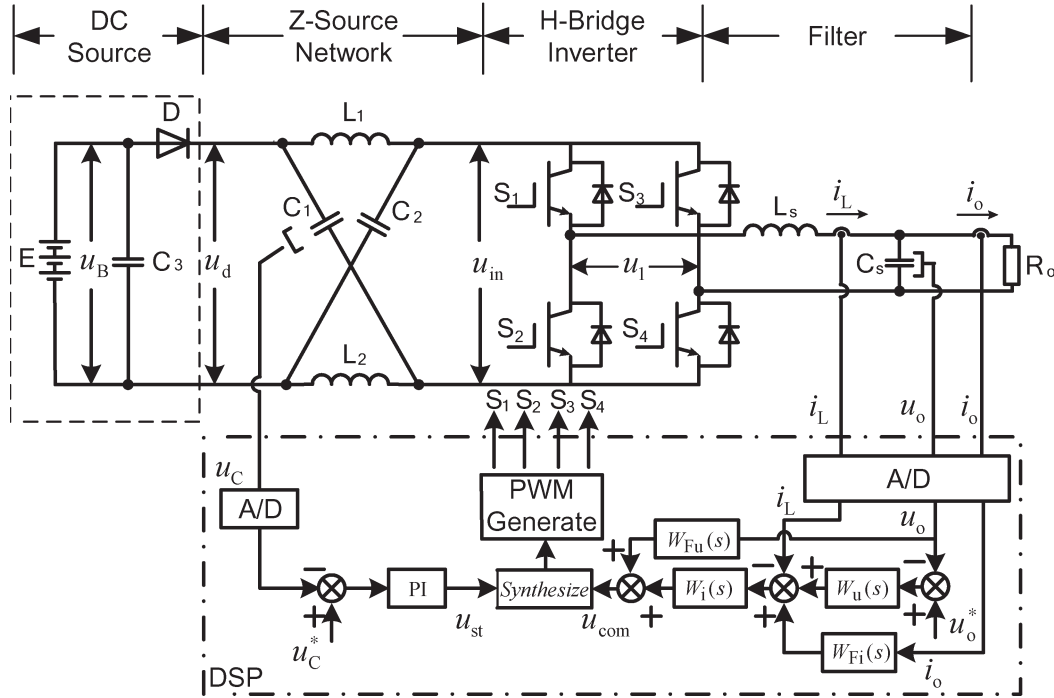 DC
Source
Z-Source
Network
H-Bridge
Inverter
Filter
D
L1
C1
C2
L2
E
uB
C3
ud
uin
S1
S3
S2
S4
u1
Ls
iL
io
Cs
Ro
S1 S2 S3 S4
iL
uo
io
uC
A/D
PWM
Generate
A/D
iL
uo
WFu(s)
+
+
−
+
−
+
+
−
+
+
PI
Synthesize
Wi(s)
Wu(s)
ust
ucom
uC*
uo*
WFi(s)
io
DSP